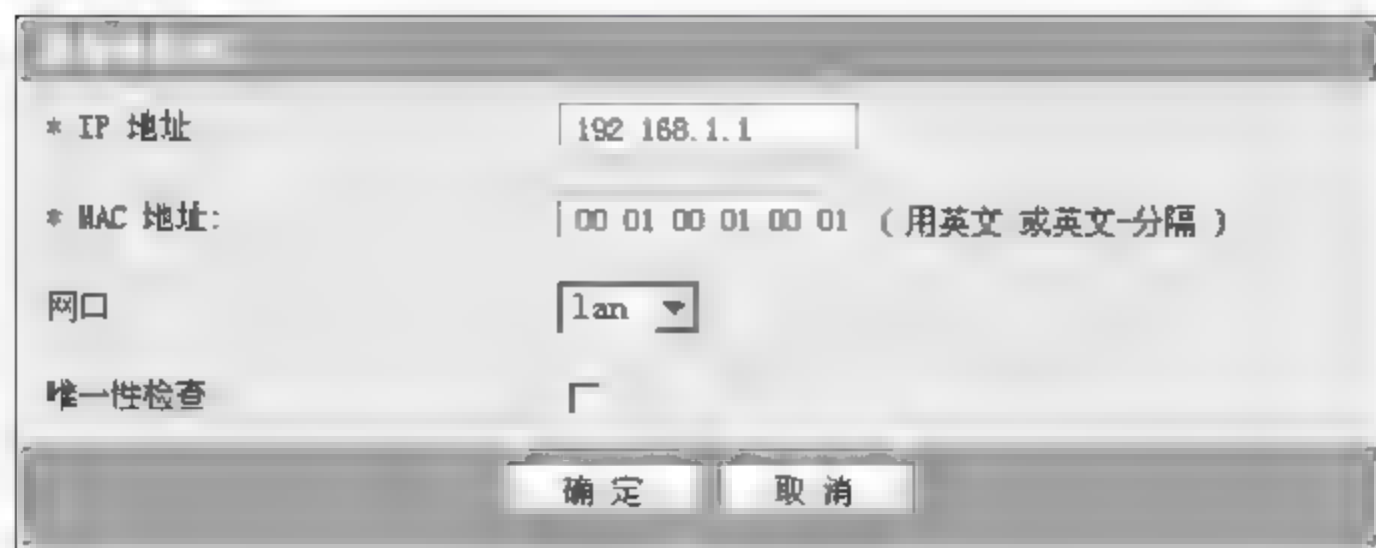 * IP 地址 192 168.1.1
* MAC 地址: 00 01 00 01 00 01 (用英文 或英文-分隔)
网口 lan
唯一性检查
确定 取消